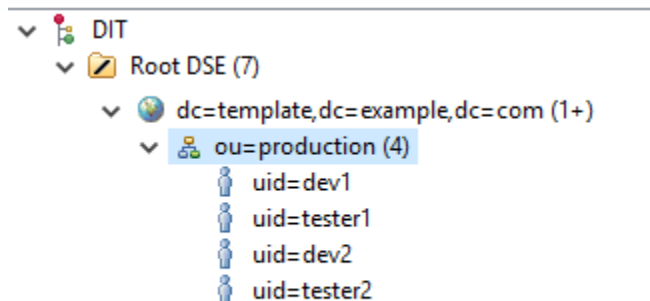 DIT
Root DSE (7)
dc=template,dc=example,dc=com (1+)
ou=production (4)
uid=dev1
uid=tester1
uid=dev2
uid=tester2